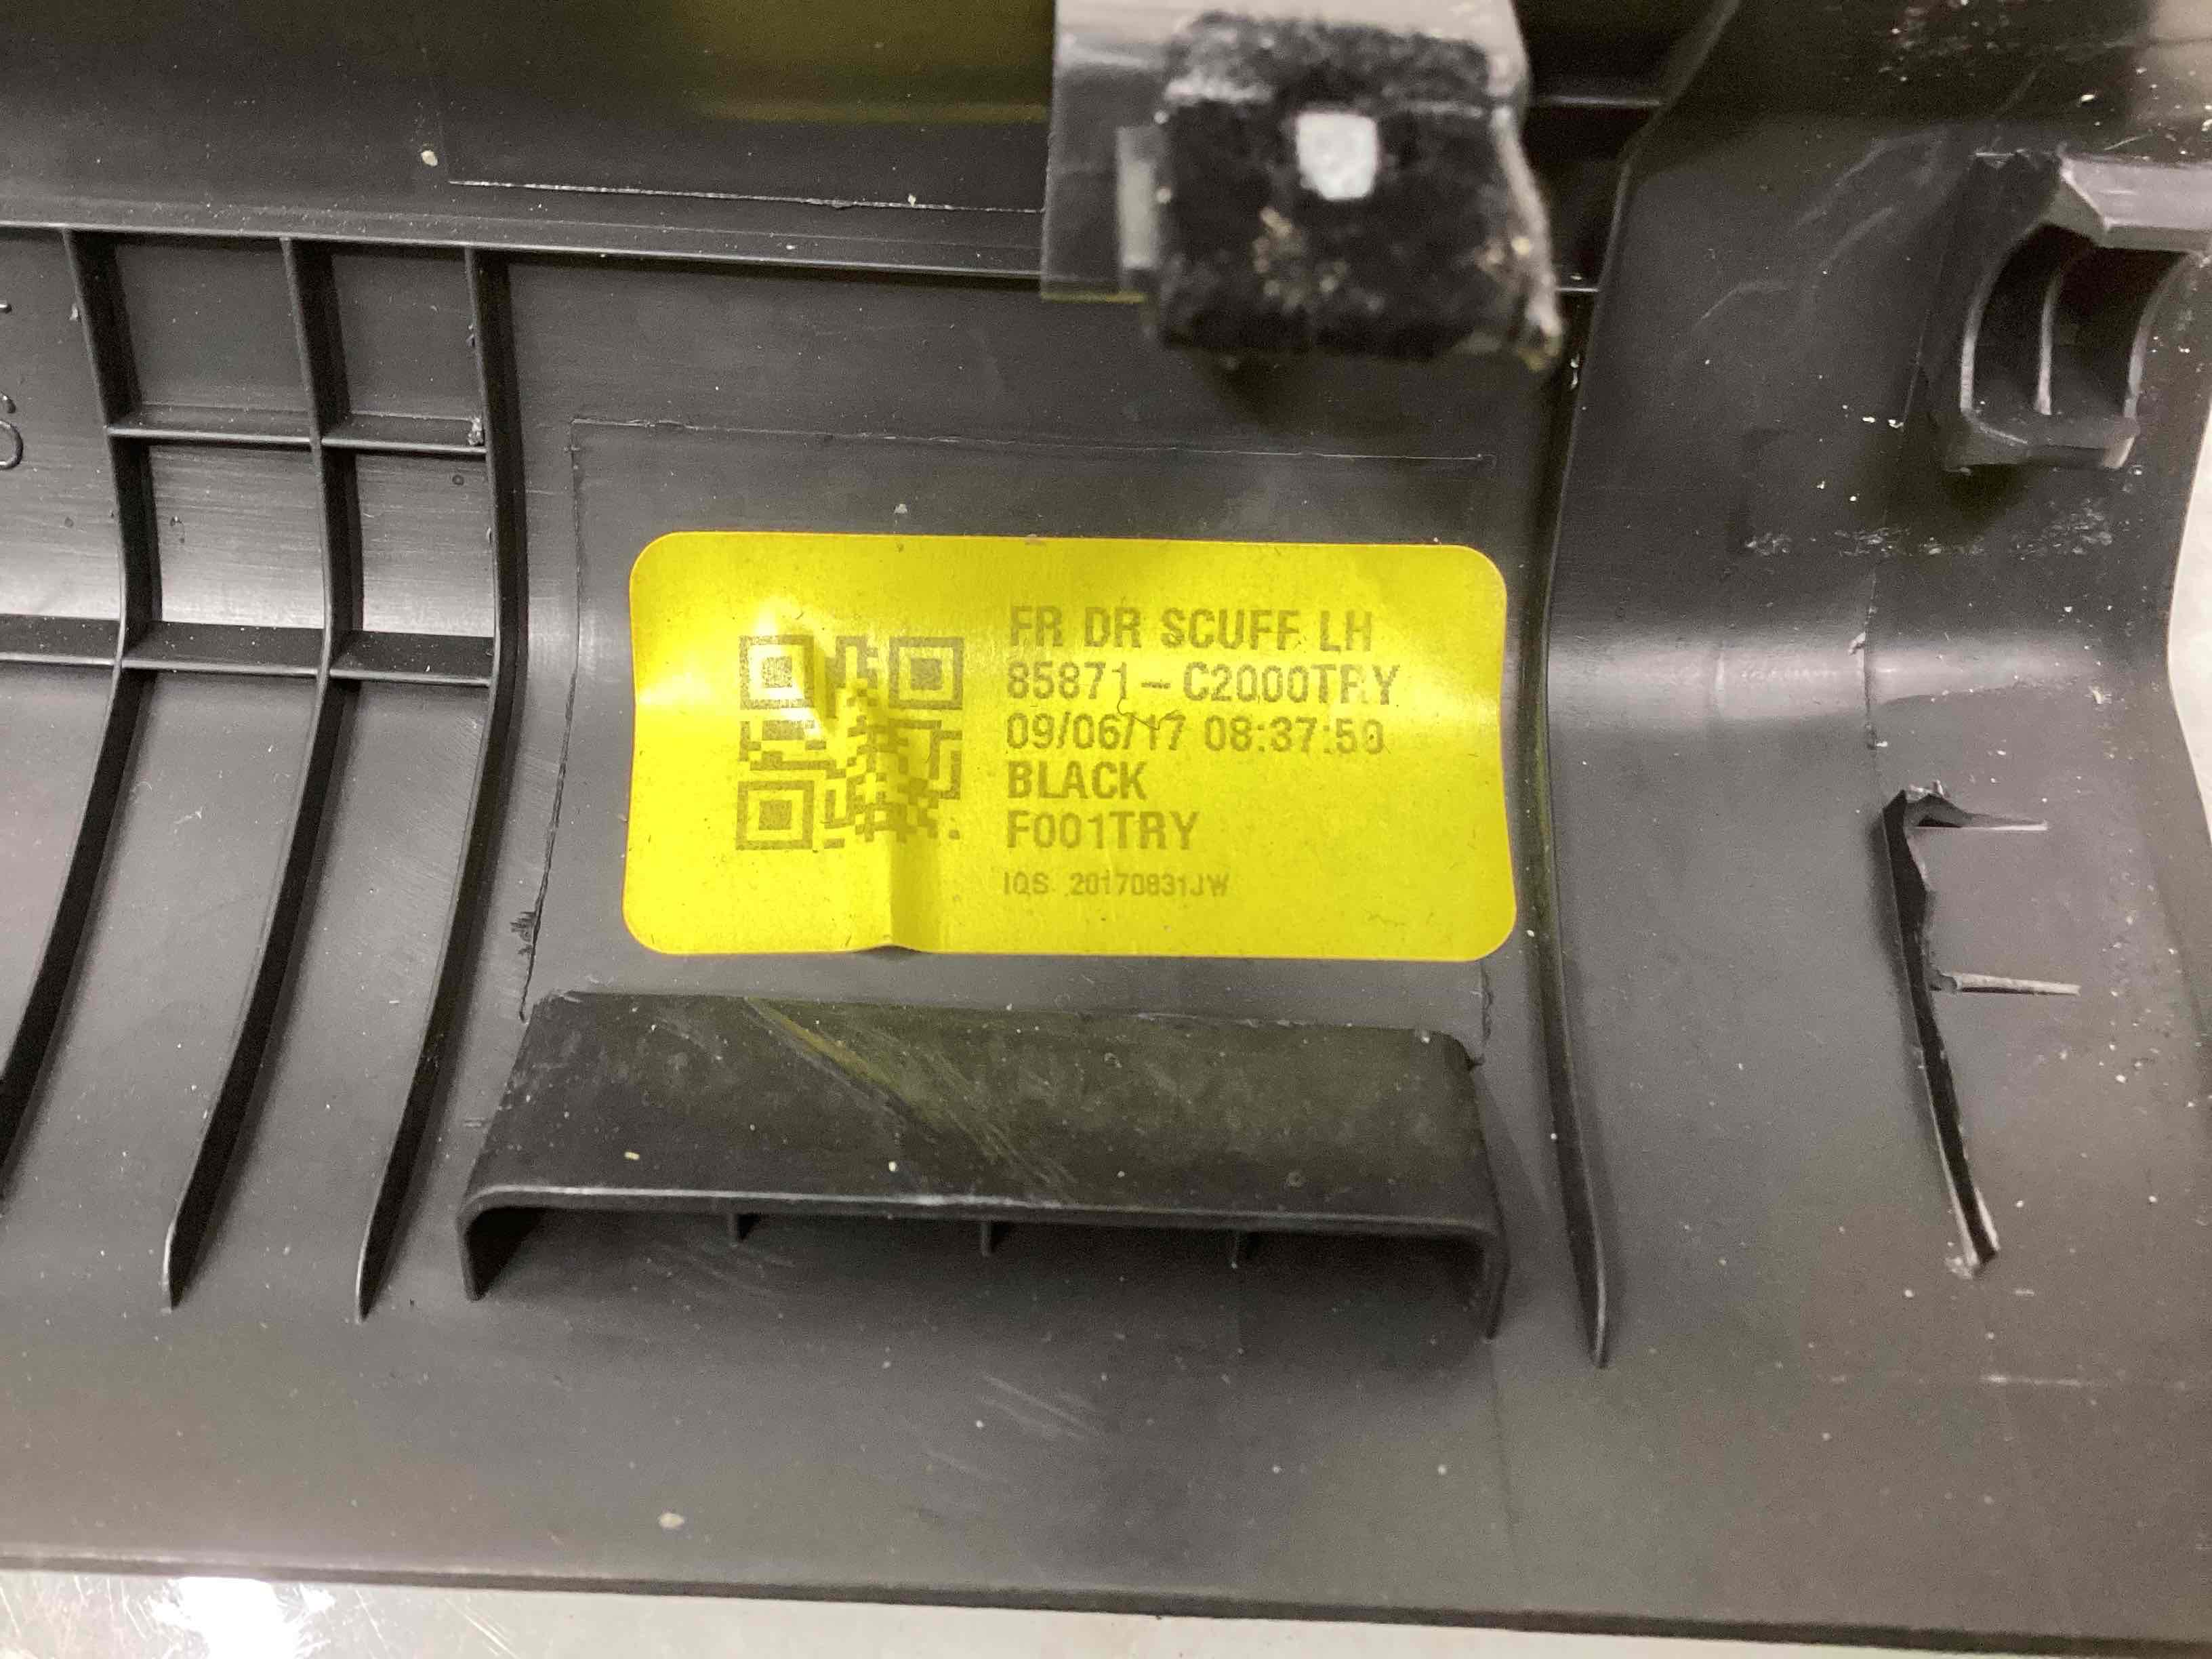 FR DR SCUFF LH
85871-C2000TRY
09/06/17 08:37:50
BLACK
F001TRY
IQS 20170831JW